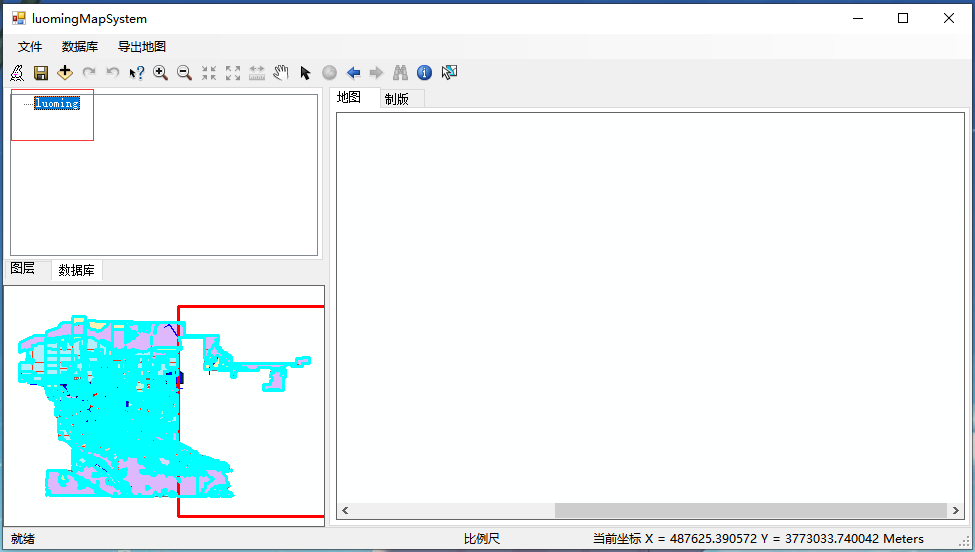 luomingMapSystem
文件 数据库 导出地图
luoming
地图 制版
图层 数据库
就绪 比例尺 当前坐标 X = 487625.390572 Y = 3773033.740042 Meters